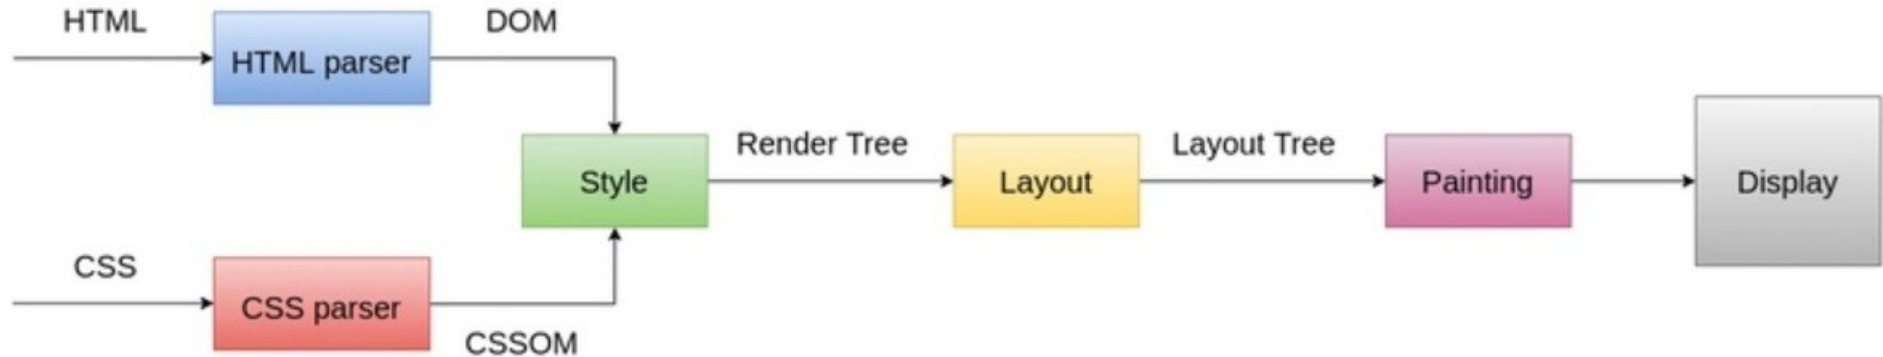 HTML
HTML parser
DOM
CSS
CSS parser
CSSOM
Style
Render Tree
Layout
Layout Tree
Painting
Display